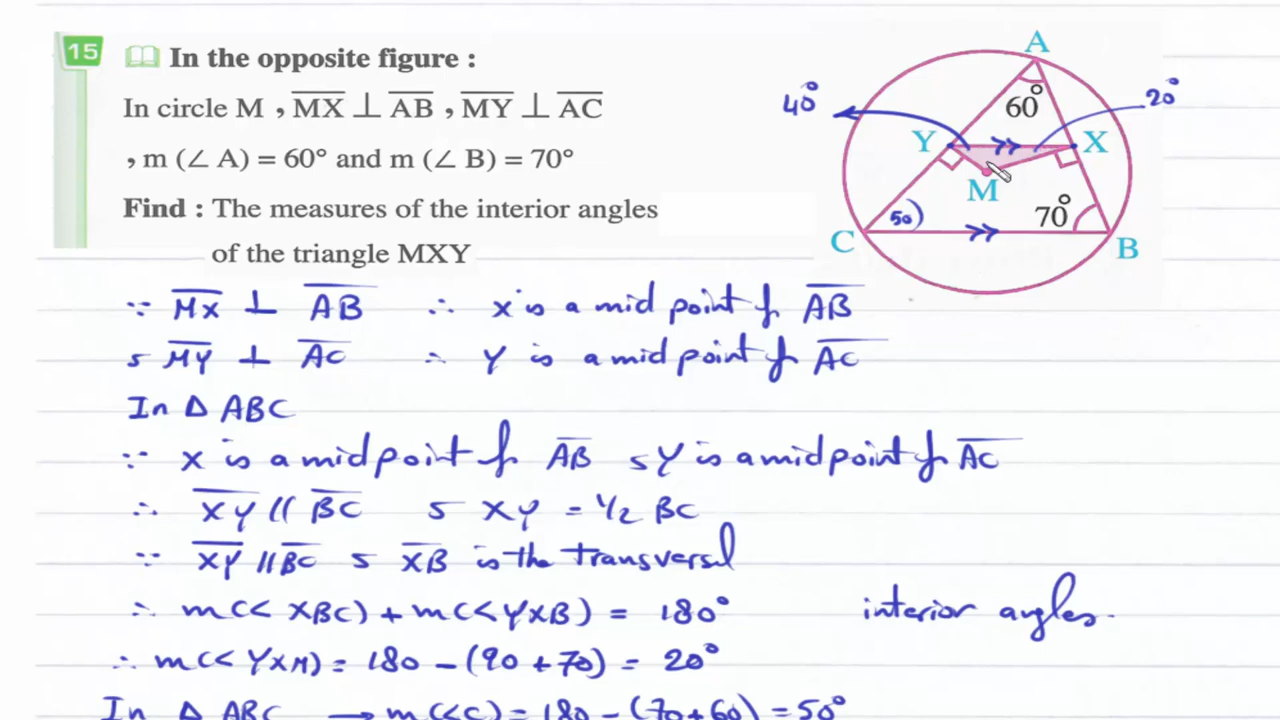 15 In the opposite figure :
In circle M , MX ⊥ AB , MY ⊥ AC
, m (∠ A) = 60° and m (∠ B) = 70°
Find : The measures of the interior angles
of the triangle MXY
A
60°
40°
20°
Y
X
M
50
70°
C
B
∵ MX ⊥ AB ∴ X is a mid point of AB
, MY ⊥ AC ∴ Y is a mid point of AC
In Δ ABC
∵ X is a midpoint of AB , Y is a midpoint of AC
∴ XY // BC , XY = 1/2 BC
∵ XY // BC , XB is the transversal
∴ m(< XBC) + m(< YXB) = 180° interior angles.
∴ m(< YXM) = 180 - (90 + 70) = 20°
In Δ ABC → m(<C) = 180 - (70+60) = 50°